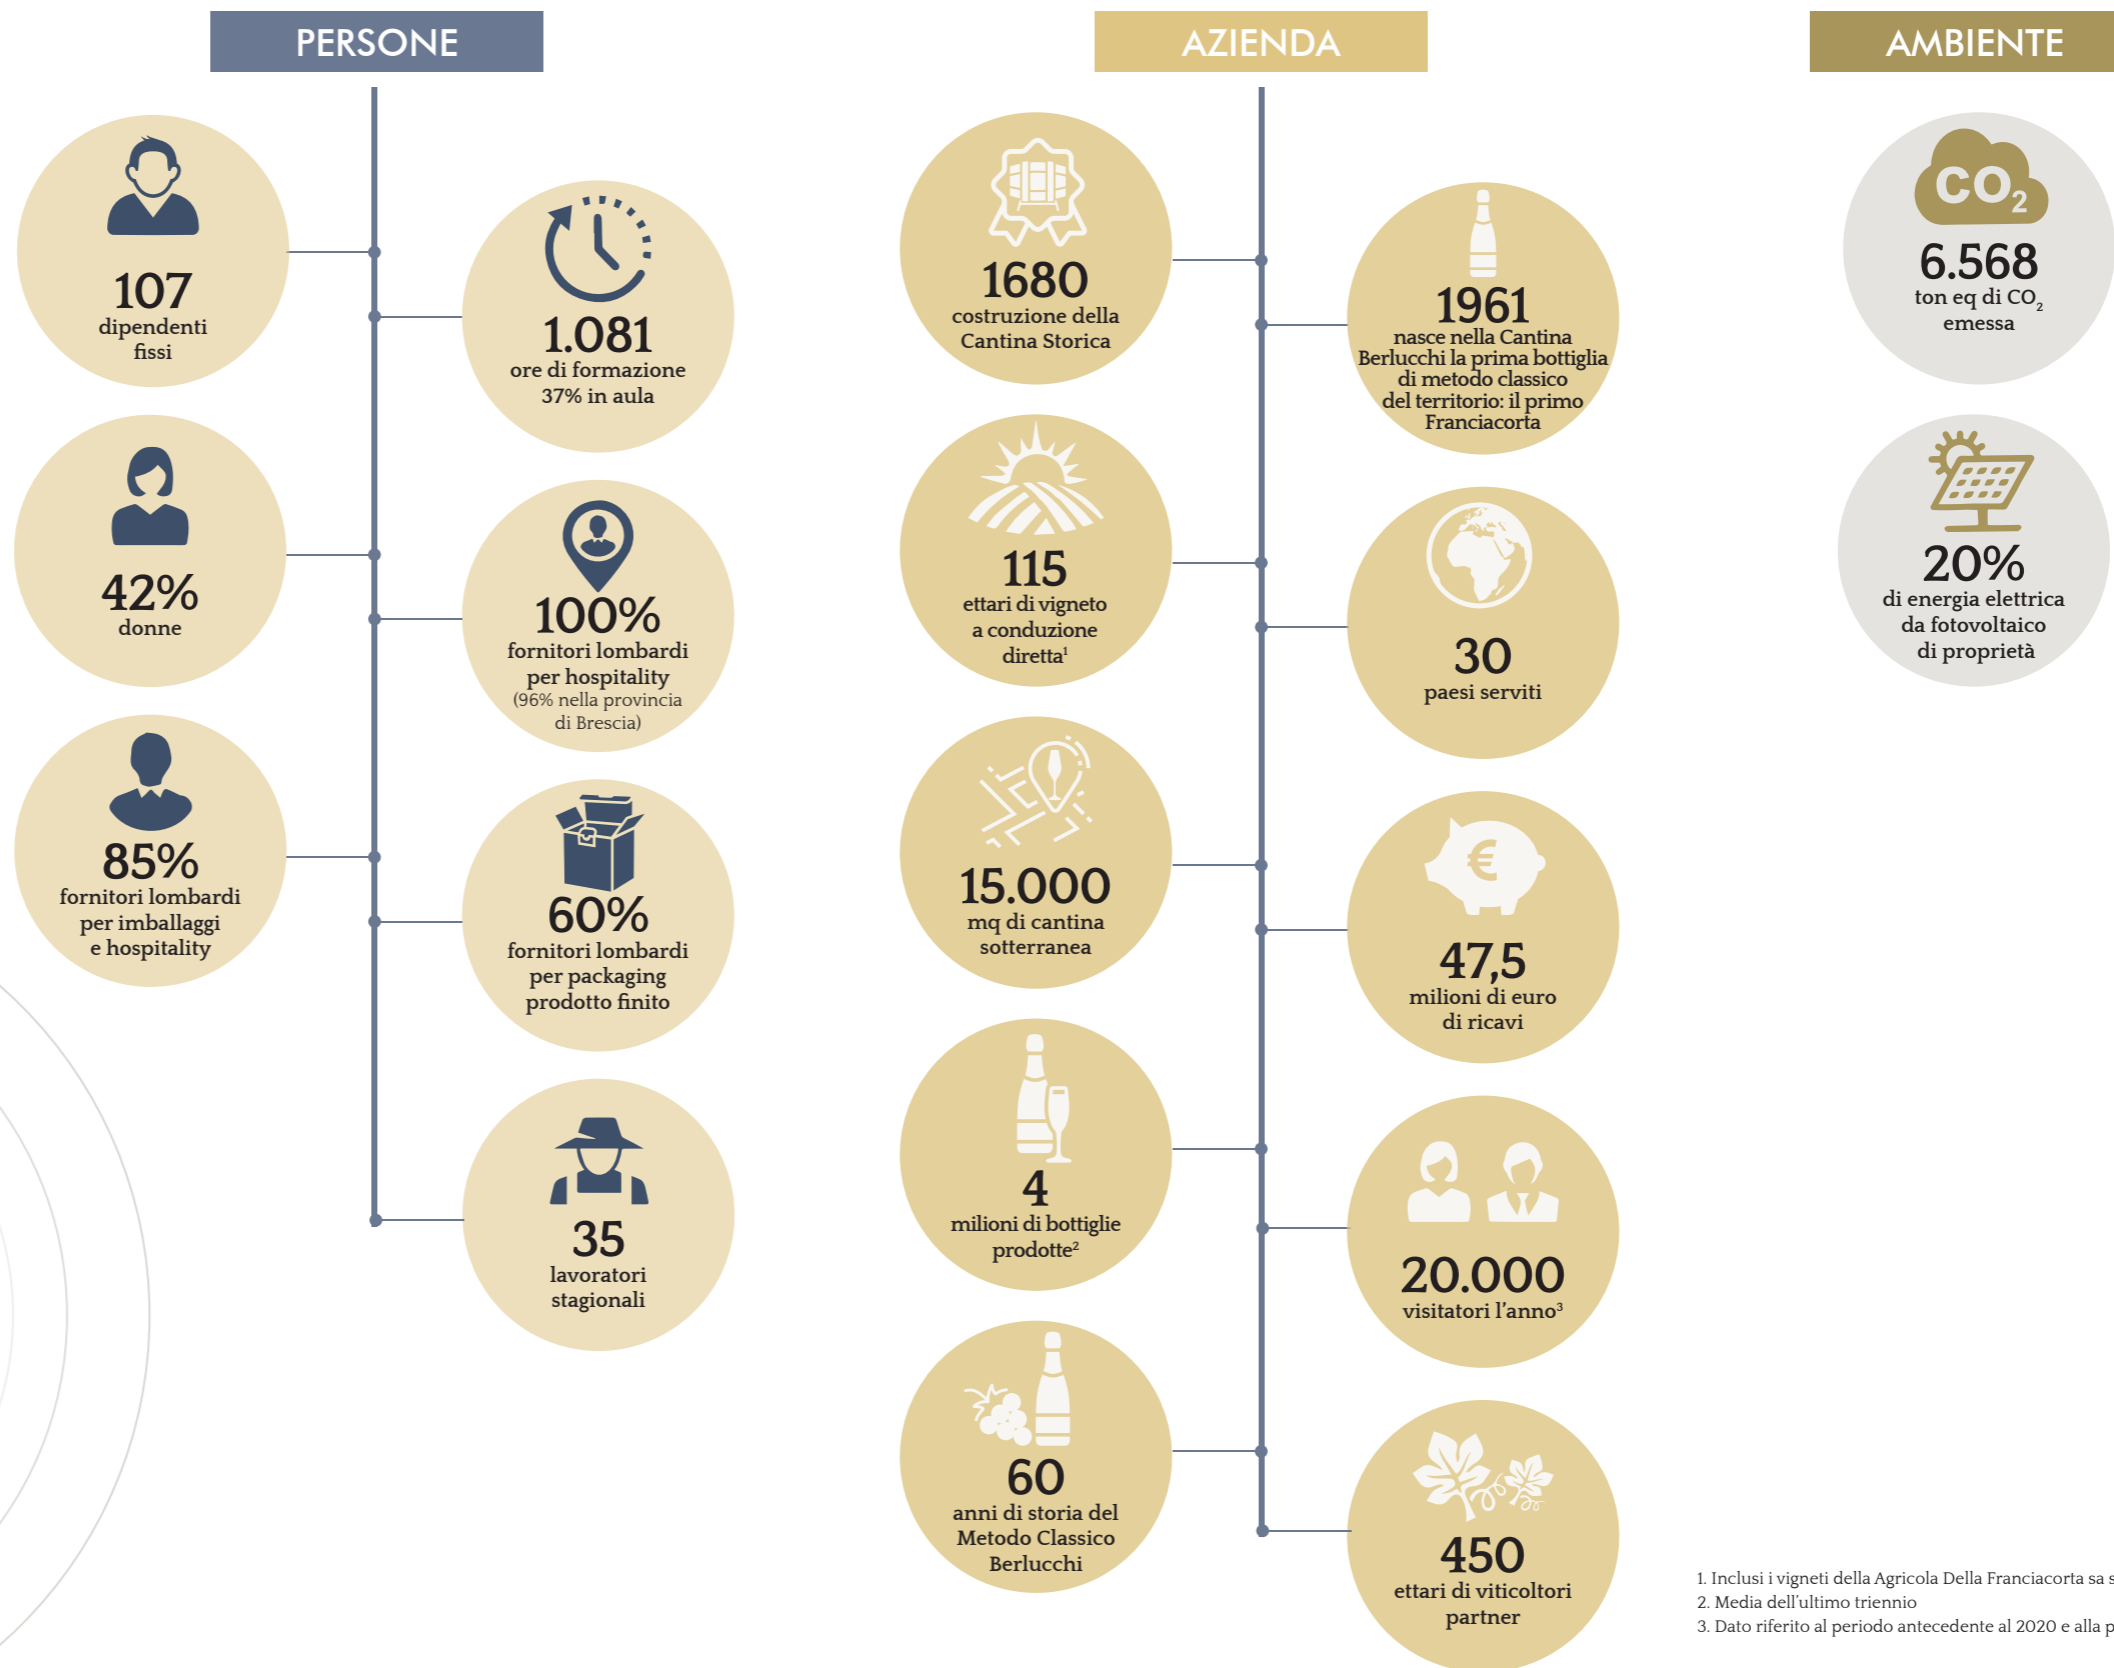 PERSONE
107
dipendenti
fissi
1.081
ore di formazione
37% in aula
42%
donne
100%
fornitori lombardi
per hospitality
(96% nella provincia
di Brescia)
85%
fornitori lombardi
per imballaggi
e hospitality
60%
fornitori lombardi
per packaging
prodotto finito
35
lavoratori
stagionali
AZIENDA
1680
costruzione della
Cantina Storica
1961
nasce nella Cantina
Berlucchi la prima bottiglia
di metodo classico
del territorio: il primo
Franciacorta
115
ettari di vigneto
a conduzione
diretta¹
30
paesi serviti
15.000
mq di cantina
sotterranea
€
47,5
milioni di euro
di ricavi
4
milioni di bottiglie
prodotte²
20.000
visitatori l'anno³
60
anni di storia del
Metodo Classico
Berlucchi
450
ettari di viticoltori
partner
AMBIENTE
CO₂
6.568
ton eq di CO₂
emessa
20%
di energia elettrica
da fotovoltaico
di proprietà
1. Inclusi i vigneti della Agricola Della Franciacorta sa s
2. Media dell'ultimo triennio
3. Dato riferito al periodo antecedente al 2020 e alla p